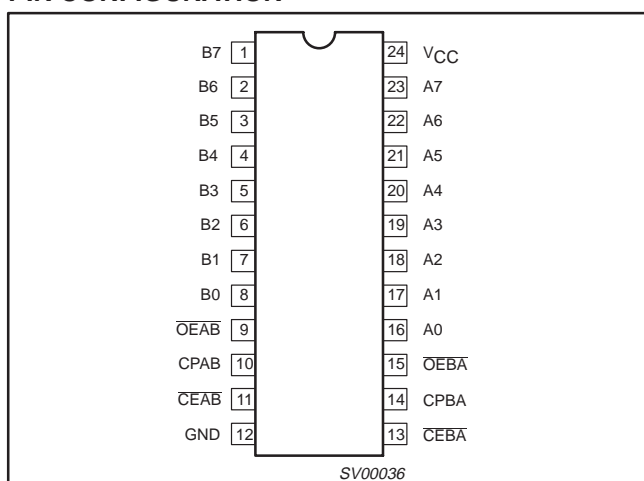 PIN CONFIGURATION
B7 1 24 VCC
B6 2 23 A7
B5 3 22 A6
B4 4 21 A5
B3 5 20 A4
B2 6 19 A3
B1 7 18 A2
B0 8 17 A1
OEAB 9 16 A0
CPAB 10 15 OEBA
CEAB 11 14 CPBA
GND 12 13 CEBA
SV00036